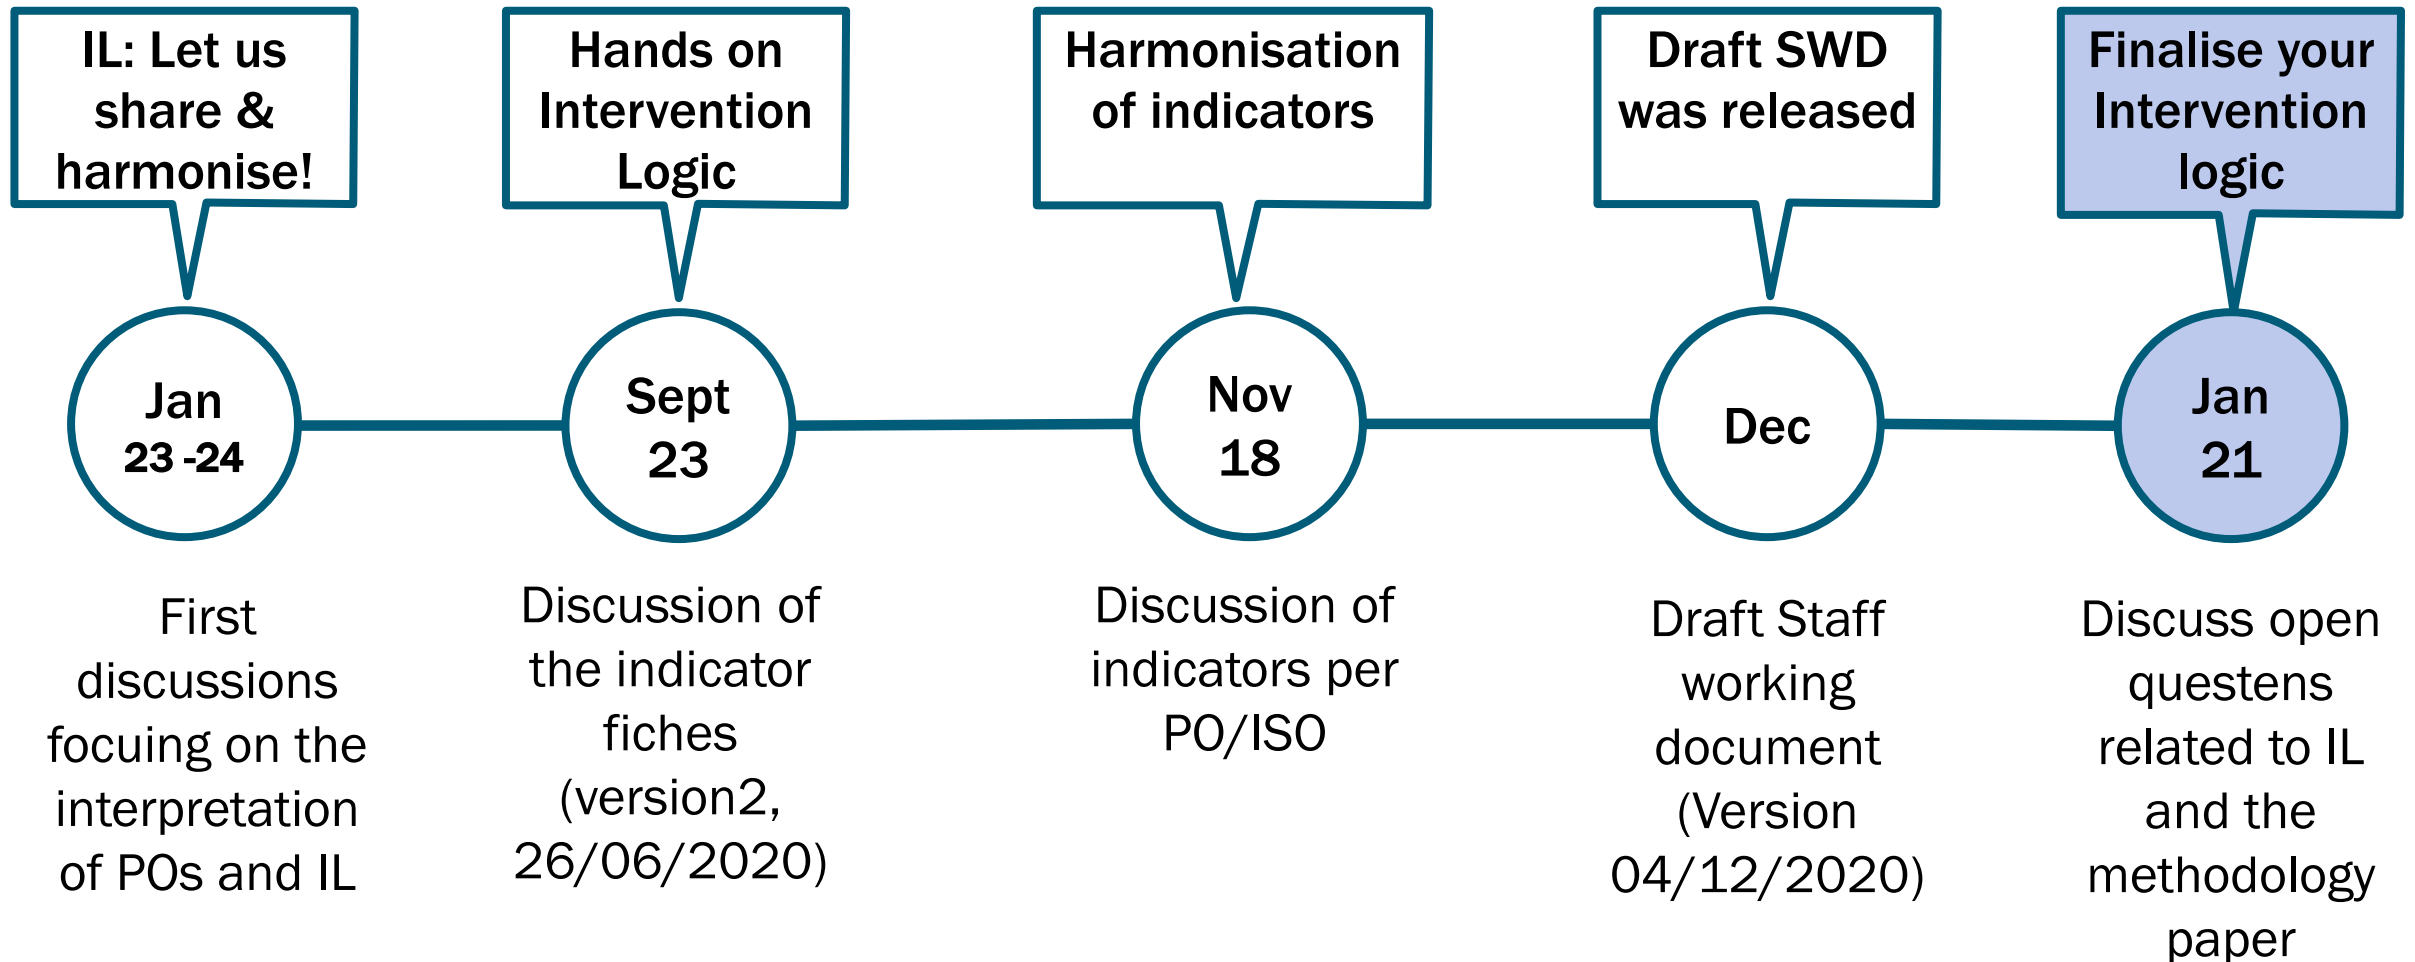 IL: Let us
share &
harmonise!
Hands on
Intervention
Logic
Harmonisation
of indicators
Draft SWD
was released
Finalise your
Intervention
logic
Jan
23 -24
Sept
23
Nov
18
Dec
Jan
21
First
discussions
focuing on the
interpretation
of POs and IL
Discussion of
the indicator
fiches
(version2,
26/06/2020)
Discussion of
indicators per
PO/ISO
Draft Staff
working
document
(Version
04/12/2020)
Discuss open
questens
related to IL
and the
methodology
paper